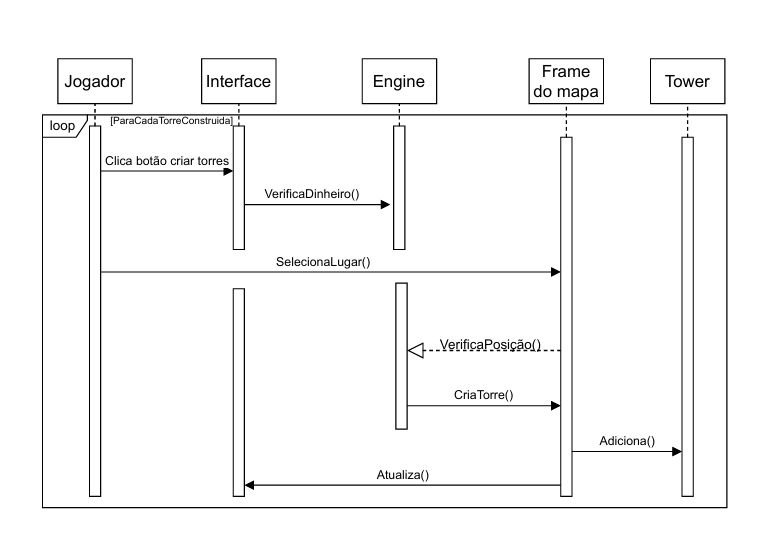 Jogador
Interface
Engine
Frame
do mapa
Tower
loop
[ParaCadaTorreConstruida]
Clica botão criar torres
VerificaDinheiro()
SelecionaLugar()
VerificaPosição()
CriaTorre()
Adiciona()
Atualiza()